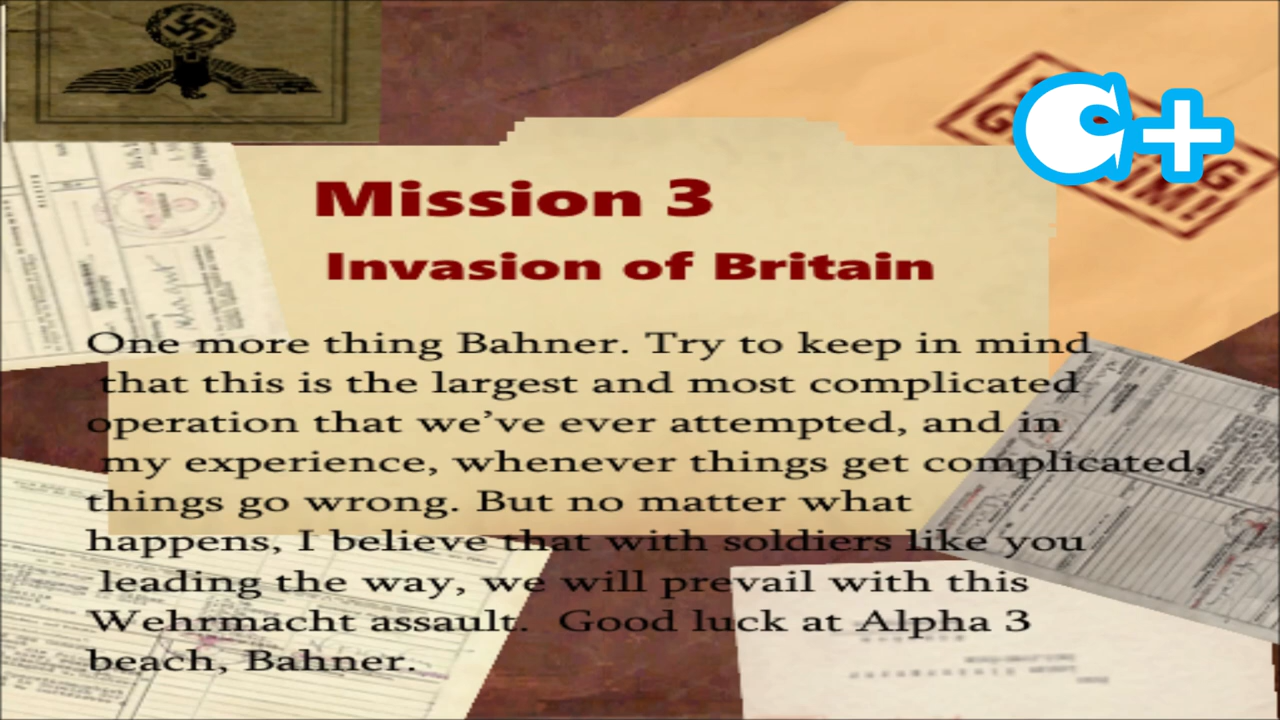 C+
Mission 3
Invasion of Britain
One more thing Bahner. Try to keep in mind
that this is the largest and most complicated
operation that we’ve ever attempted, and in
my experience, whenever things get complicated,
things go wrong. But no matter what
happens, I believe that with soldiers like you
leading the way, we will prevail with this
Wehrmacht assault. Good luck at Alpha 3
beach, Bahner.